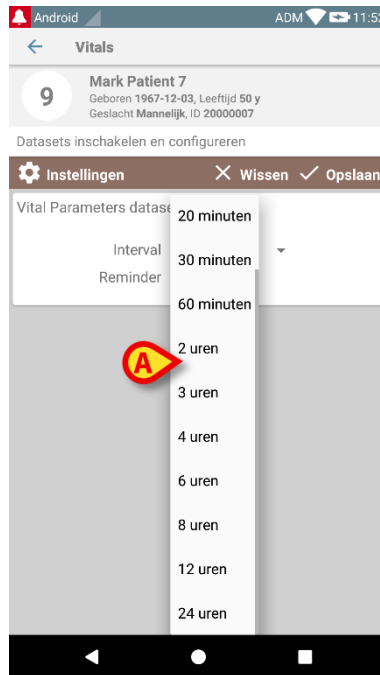 Android ADM 11:52
Vitals
9
Mark Patient 7
Geboren 1967-12-03, Leeftijd 50 y
Geslacht Mannelijk, ID 20000007
Datasets inschakelen en configureren
Instellingen Wissen Opslaan
Vital Parameters datase
Interval
Reminder
20 minuten
30 minuten
60 minuten
2 uren
A
3 uren
4 uren
6 uren
8 uren
12 uren
24 uren